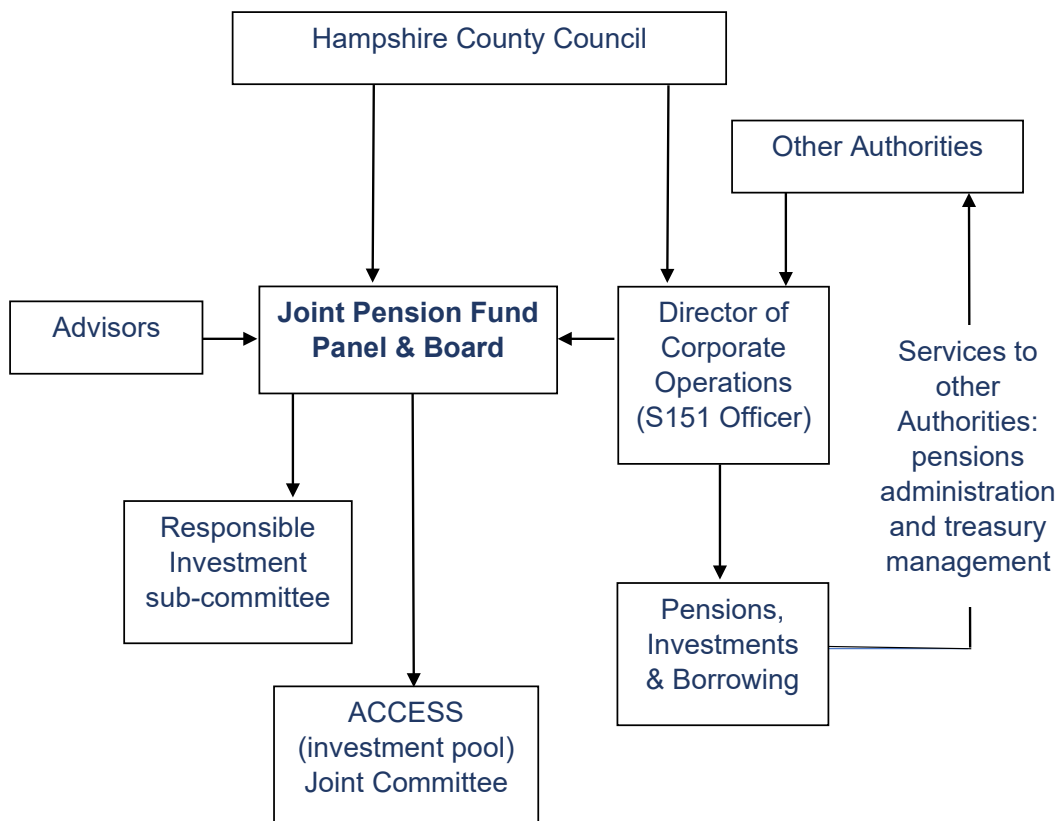 Hampshire County Council
Other Authorities
Advisors
Joint Pension Fund
Panel & Board
Director of
Corporate
Operations
(S151 Officer)
Services to
other
Authorities:
pensions
administration
and treasury
management
Responsible
Investment
sub-committee
Pensions,
Investments
& Borrowing
ACCESS
(investment pool)
Joint Committee